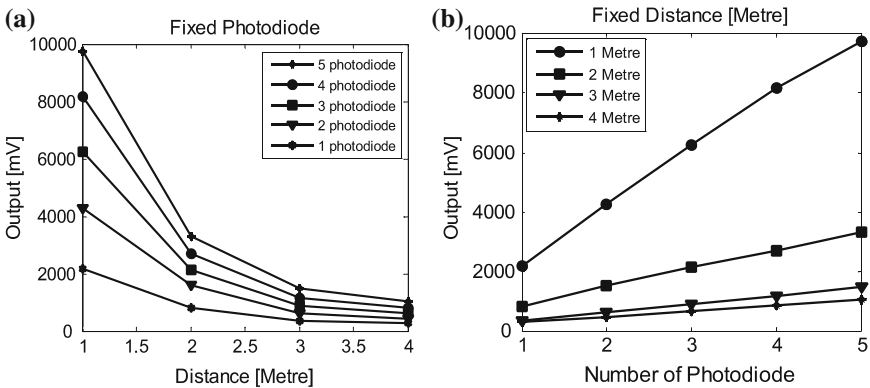 (a)
Fixed Photodiode
10000
8000
6000
4000
2000
0
Output [mV]
5 photodiode
4 photodiode
3 photodiode
2 photodiode
1 photodiode
1 1.5 2 2.5 3 3.5 4
Distance [Metre]
(b)
Fixed Distance [Metre]
10000
8000
6000
4000
2000
0
Output [mV]
1 Metre
2 Metre
3 Metre
4 Metre
1 2 3 4 5
Number of Photodiode